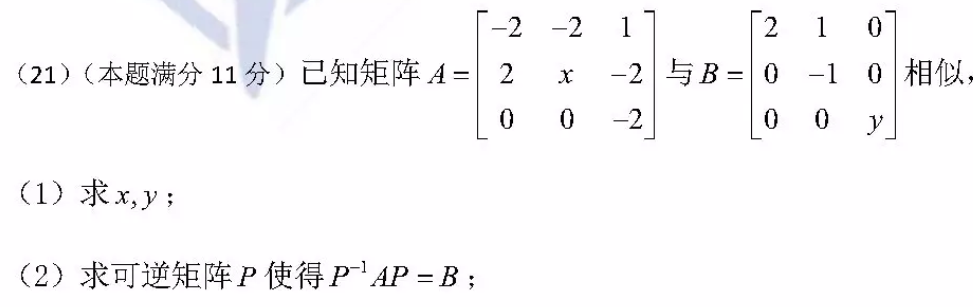 （21）（本题满分 11 分）已知矩阵 $A=\begin{bmatrix}-2 & -2 & 1\\ 2 & x & -2\\ 0 & 0 & -2\end{bmatrix}$ 与 $B=\begin{bmatrix}2 & 1 & 0\\ 0 & -1 & 0\\ 0 & 0 & y\end{bmatrix}$ 相似，
（1）求 $x, y$；
（2）求可逆矩阵 $P$ 使得 $P^{-1}AP=B$；